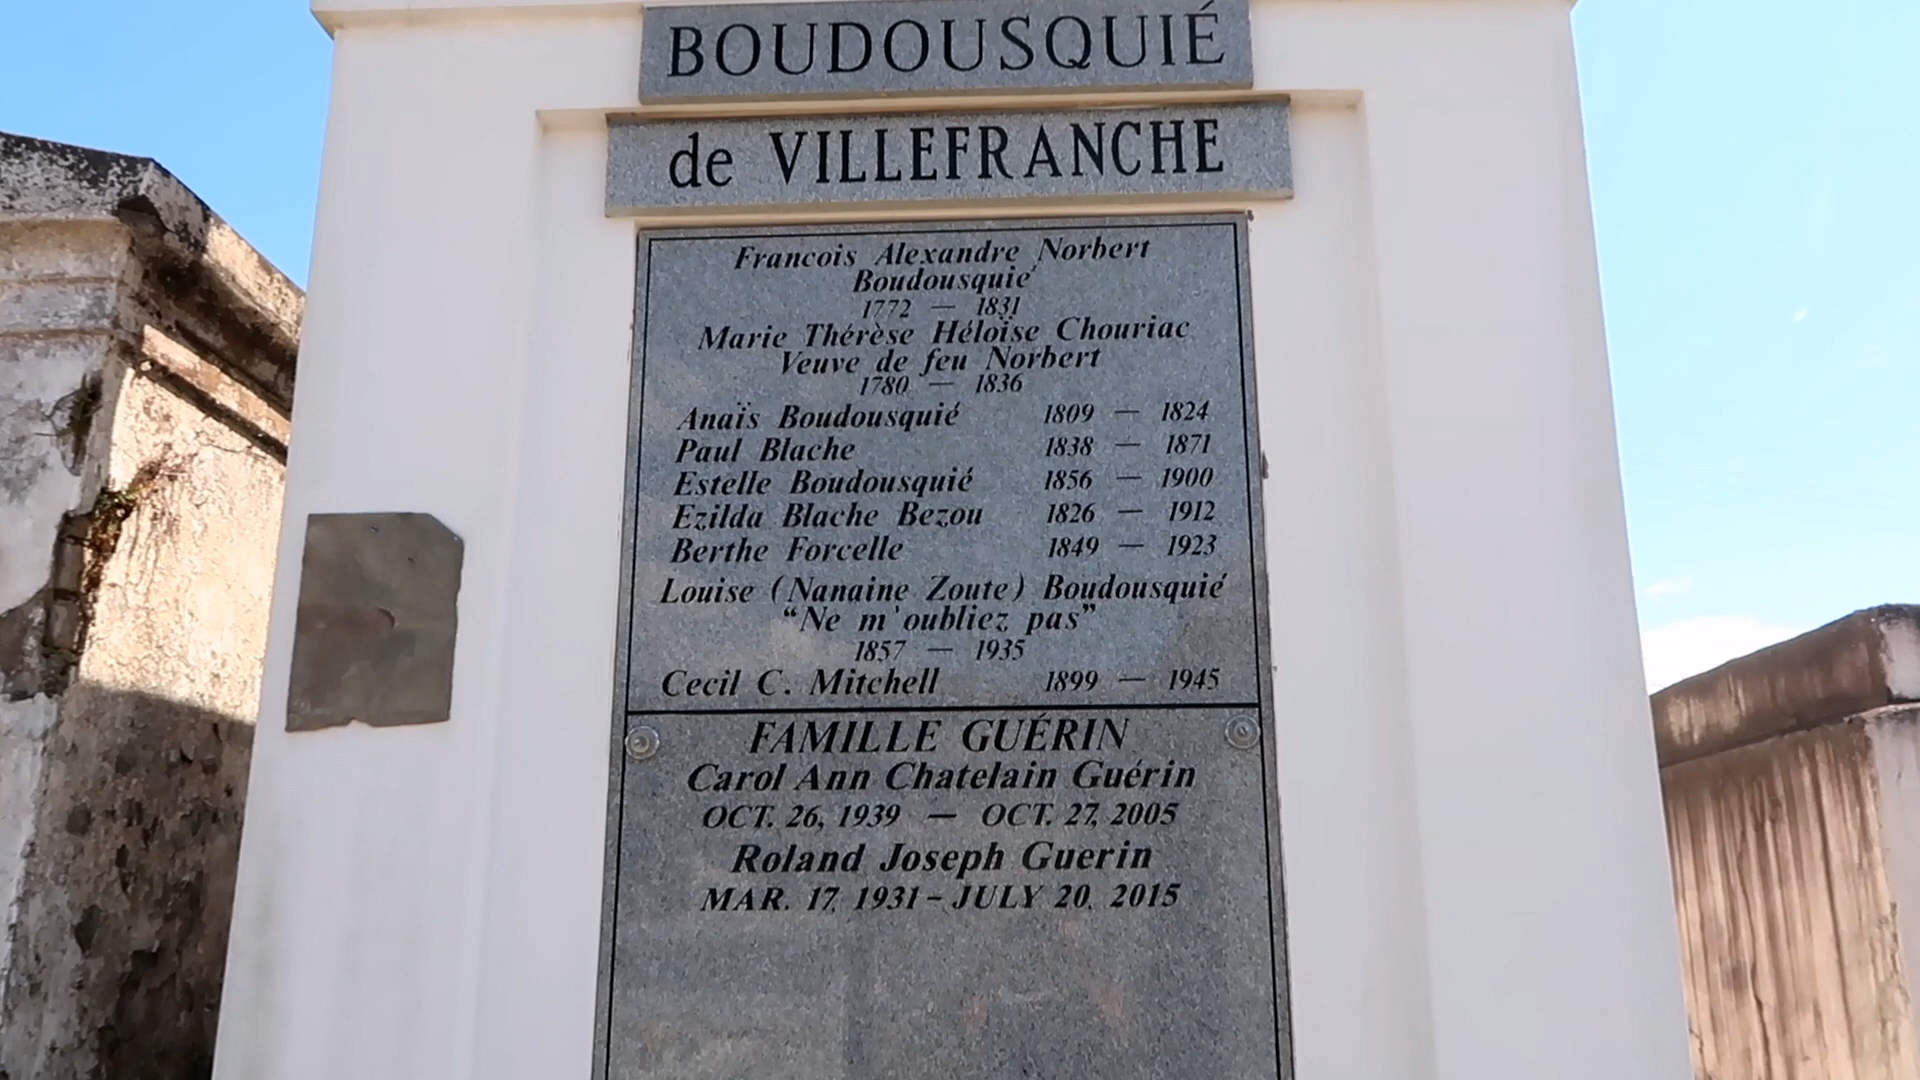 BOUDOUSQUIÉ
de VILLEFRANCHE
Francois Alexandre Norbert
Boudousquié
1772 — 1831
Marie Thérèse Héloïse Chouriac
Veuve de feu Norbert
1780 — 1836
Anaïs Boudousquié 1809 — 1824
Paul Blache 1838 — 1871
Estelle Boudousquié 1856 — 1900
Ezilda Blache Bezou 1826 — 1912
Berthe Forcelle 1849 — 1923
Louise (Nanaine Zoute) Boudousquié
“Ne m'oubliez pas”
1857 — 1935
Cecil C. Mitchell 1899 — 1945
FAMILLE GUÉRIN
Carol Ann Chatelain Guérin
OCT. 26, 1939 — OCT. 27, 2005
Roland Joseph Guerin
MAR. 17, 1931 – JULY 20, 2015